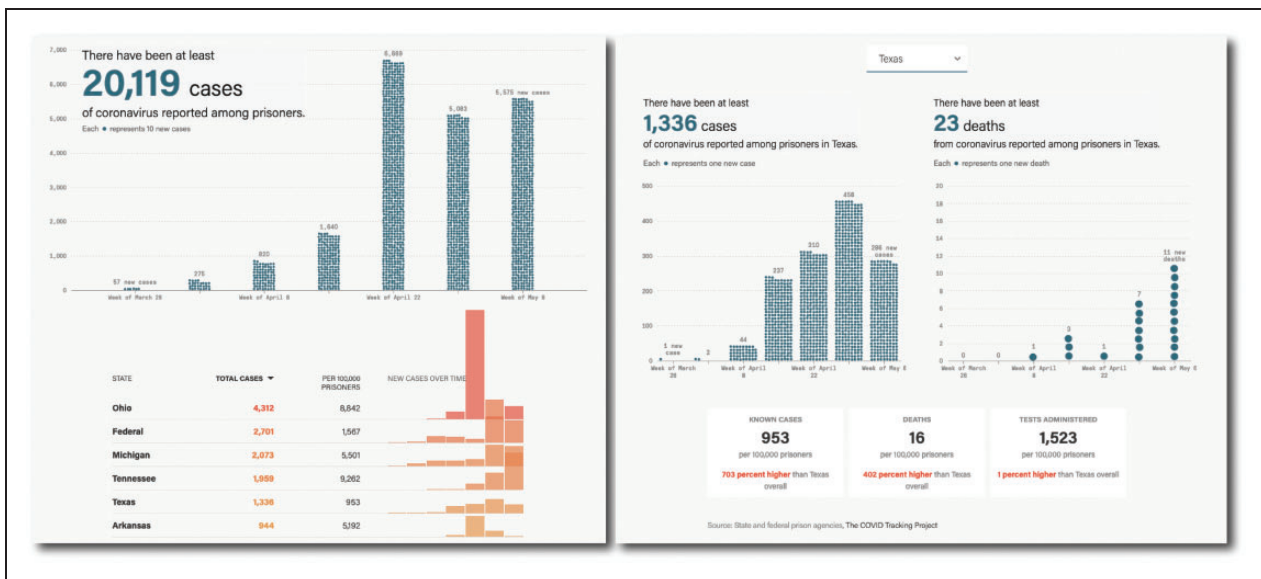 There have been at least
20,119 cases
of coronavirus reported among prisoners.
Each ● represents 10 new cases
7,000
6,000
5,000
4,000
3,000
2,000
1,000
0
57 new cases
275
820
1,640
5,083
5,575 new cases
Week of March 26
Week of April 8
Week of April 22
Week of May 6
STATE
TOTAL CASES ▼
PER 100,000 PRISONERS
NEW CASES OVER TIME
Ohio 4,312 8,842
Federal 2,701 1,567
Michigan 2,073 5,501
Tennessee 1,959 9,262
Texas 1,336 953
Arkansas 944 5,192
Texas
There have been at least
1,336 cases
of coronavirus reported among prisoners in Texas.
Each ● represents one new case
500
400
300
200
100
0
1 new
case
2
44
237
310
458
286 new
cases
Week of March
26
Week of April
8
Week of April
22
Week of May 6
There have been at least
23 deaths
from coronavirus reported among prisoners in Texas.
Each ● represents one new death
20
18
16
14
12
10
8
6
4
2
0
0
0
1
3
1
7
11 new
deaths
Week of March
26
Week of April
8
Week of April
22
Week of May 6
KNOWN CASES
953
per 100,000 prisoners
703 percent higher than Texas
overall
DEATHS
16
per 100,000 prisoners
402 percent higher than Texas
overall
TESTS ADMINISTERED
1,523
per 100,000 prisoners
1 percent higher than Texas overall
Source: State and federal prison agencies, The COVID Tracking Project